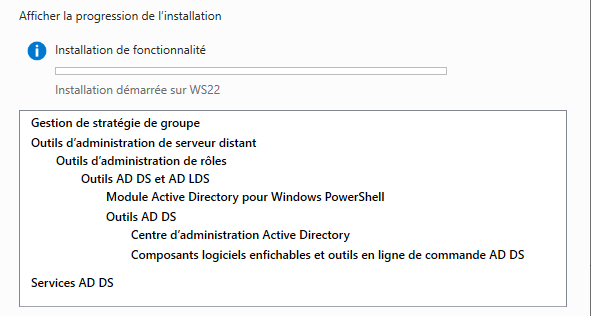 Afficher la progression de l'installation
Installation de fonctionnalité
Installation démarrée sur WS22
Gestion de stratégie de groupe
Outils d'administration de serveur distant
Outils d'administration de rôles
Outils AD DS et AD LDS
Module Active Directory pour Windows PowerShell
Outils AD DS
Centre d'administration Active Directory
Composants logiciels enfichables et outils en ligne de commande AD DS
Services AD DS